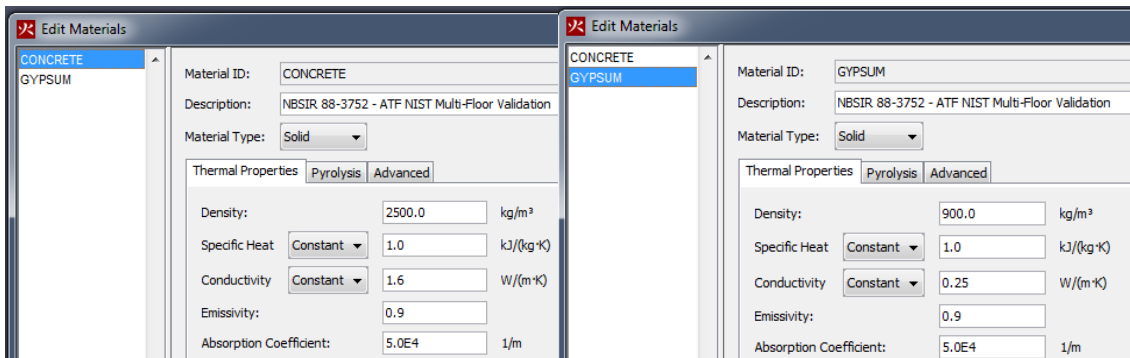 Edit Materials
CONCRETE
GYPSUM
Material ID: CONCRETE
Description: NBSIR 88-3752 - ATF NIST Multi-Floor Validation
Material Type: Solid
Thermal Properties Pyrolysis Advanced
Density: 2500.0 kg/m³
Specific Heat Constant 1.0 kJ/(kg·K)
Conductivity Constant 1.6 W/(m·K)
Emissivity: 0.9
Absorption Coefficient: 5.0E4 1/m
Edit Materials
CONCRETE
GYPSUM
Material ID: GYPSUM
Description: NBSIR 88-3752 - ATF NIST Multi-Floor Validation
Material Type: Solid
Thermal Properties Pyrolysis Advanced
Density: 900.0 kg/m³
Specific Heat Constant 1.0 kJ/(kg·K)
Conductivity Constant 0.25 W/(m·K)
Emissivity: 0.9
Absorption Coefficient: 5.0E4 1/m